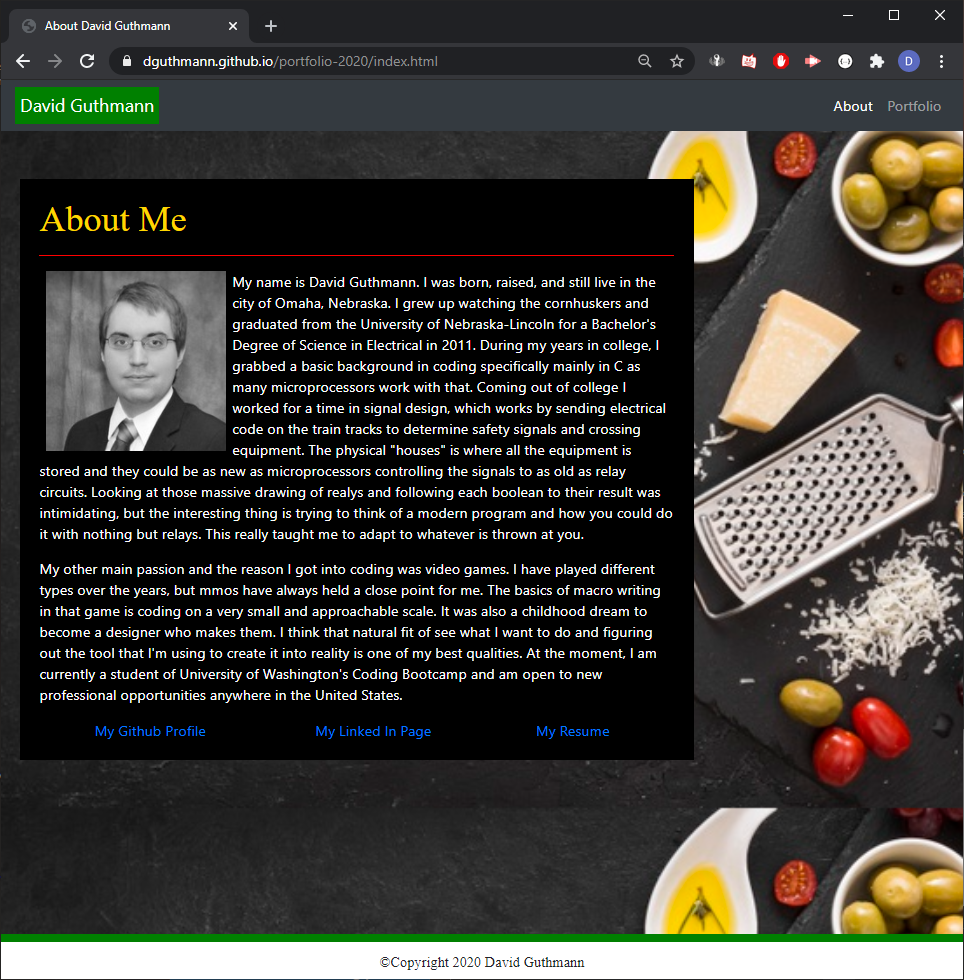 About David Guthmann
dguthmann.github.io/portfolio-2020/index.html
D
David Guthmann
About Portfolio
About Me
My name is David Guthmann. I was born, raised, and still live in the
city of Omaha, Nebraska. I grew up watching the cornhuskers and
graduated from the University of Nebraska-Lincoln for a Bachelor's
Degree of Science in Electrical in 2011. During my years in college, I
grabbed a basic background in coding specifically mainly in C as
many microprocessors work with that. Coming out of college I
worked for a time in signal design, which works by sending electrical
code on the train tracks to determine safety signals and crossing
equipment. The physical "houses" is where all the equipment is
stored and they could be as new as microprocessors controlling the signals to as old as relay
circuits. Looking at those massive drawing of realys and following each boolean to their result was
intimidating, but the interesting thing is trying to think of a modern program and how you could do
it with nothing but relays. This really taught me to adapt to whatever is thrown at you.
My other main passion and the reason I got into coding was video games. I have played different
types over the years, but mmos have always held a close point for me. The basics of macro writing
in that game is coding on a very small and approachable scale. It was also a childhood dream to
become a designer who makes them. I think that natural fit of see what I want to do and figuring
out the tool that I'm using to create it into reality is one of my best qualities. At the moment, I am
currently a student of University of Washington's Coding Bootcamp and am open to new
professional opportunities anywhere in the United States.
My Github Profile My Linked In Page My Resume
©Copyright 2020 David Guthmann